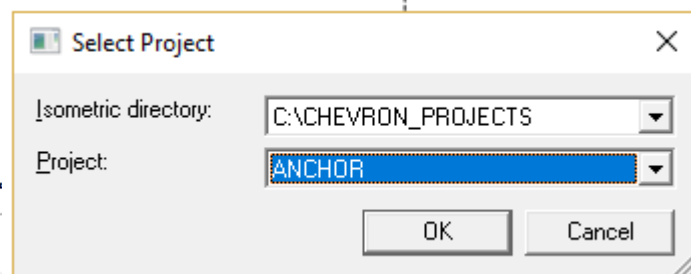 Select Project
Isometric directory: C:\CHEVRON_PROJECTS
Project: ANCHOR
OK Cancel